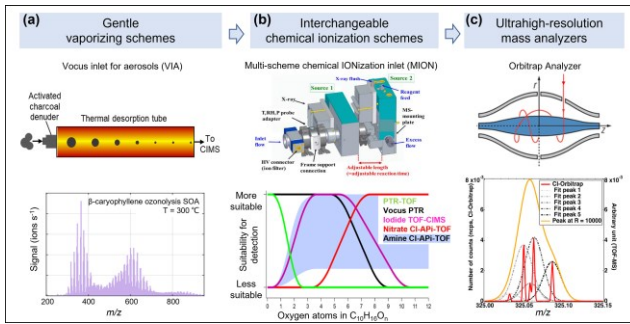 (a)
Gentle
vaporizing schemes
Vocus inlet for aerosols (VIA)
Activated
charcoal
denuder
Thermal desorption tube
To
CIMS
β-caryophyllene ozonolysis SOA
T = 300 °C
Signal (ions s⁻¹)
200 400 600 800
m/z
(b)
Interchangeable
chemical ionization schemes
Multi-scheme chemical IONization inlet (MION)
Source 2
X-ray flush
Reagent
feed
Source 1
X-ray
T,RH,P probe
adapter
MS-
mounting
plate
Inlet
flow
Excess
flow
HV connector
(ion filter)
Frame support
connection
Adjustable length
(=adjustable reaction time)
More
suitable
Suitability for
detection
Less
suitable
PTR-TOF
Vocus PTR
Iodide TOF-CIMS
Nitrate CI-APi-TOF
Amine CI-APi-TOF
0 1 2 3 4 5 6 7 8 9 10 11 12
Oxygen atoms in C₁₀H₁₆Oₙ
(c)
Ultrahigh-resolution
mass analyzers
Orbitrap Analyzer
r
z
8 x10⁻³
CI-Orbitrap
Fit peak 1
Fit peak 2
Fit peak 3
Fit peak 4
Fit peak 5
Peak at R = 10000
Number of counts (ncps, CI-Orbitrap)
Arbitrary unit (TOF-MS)
325.00 325.05 325.10 325.15
m/z